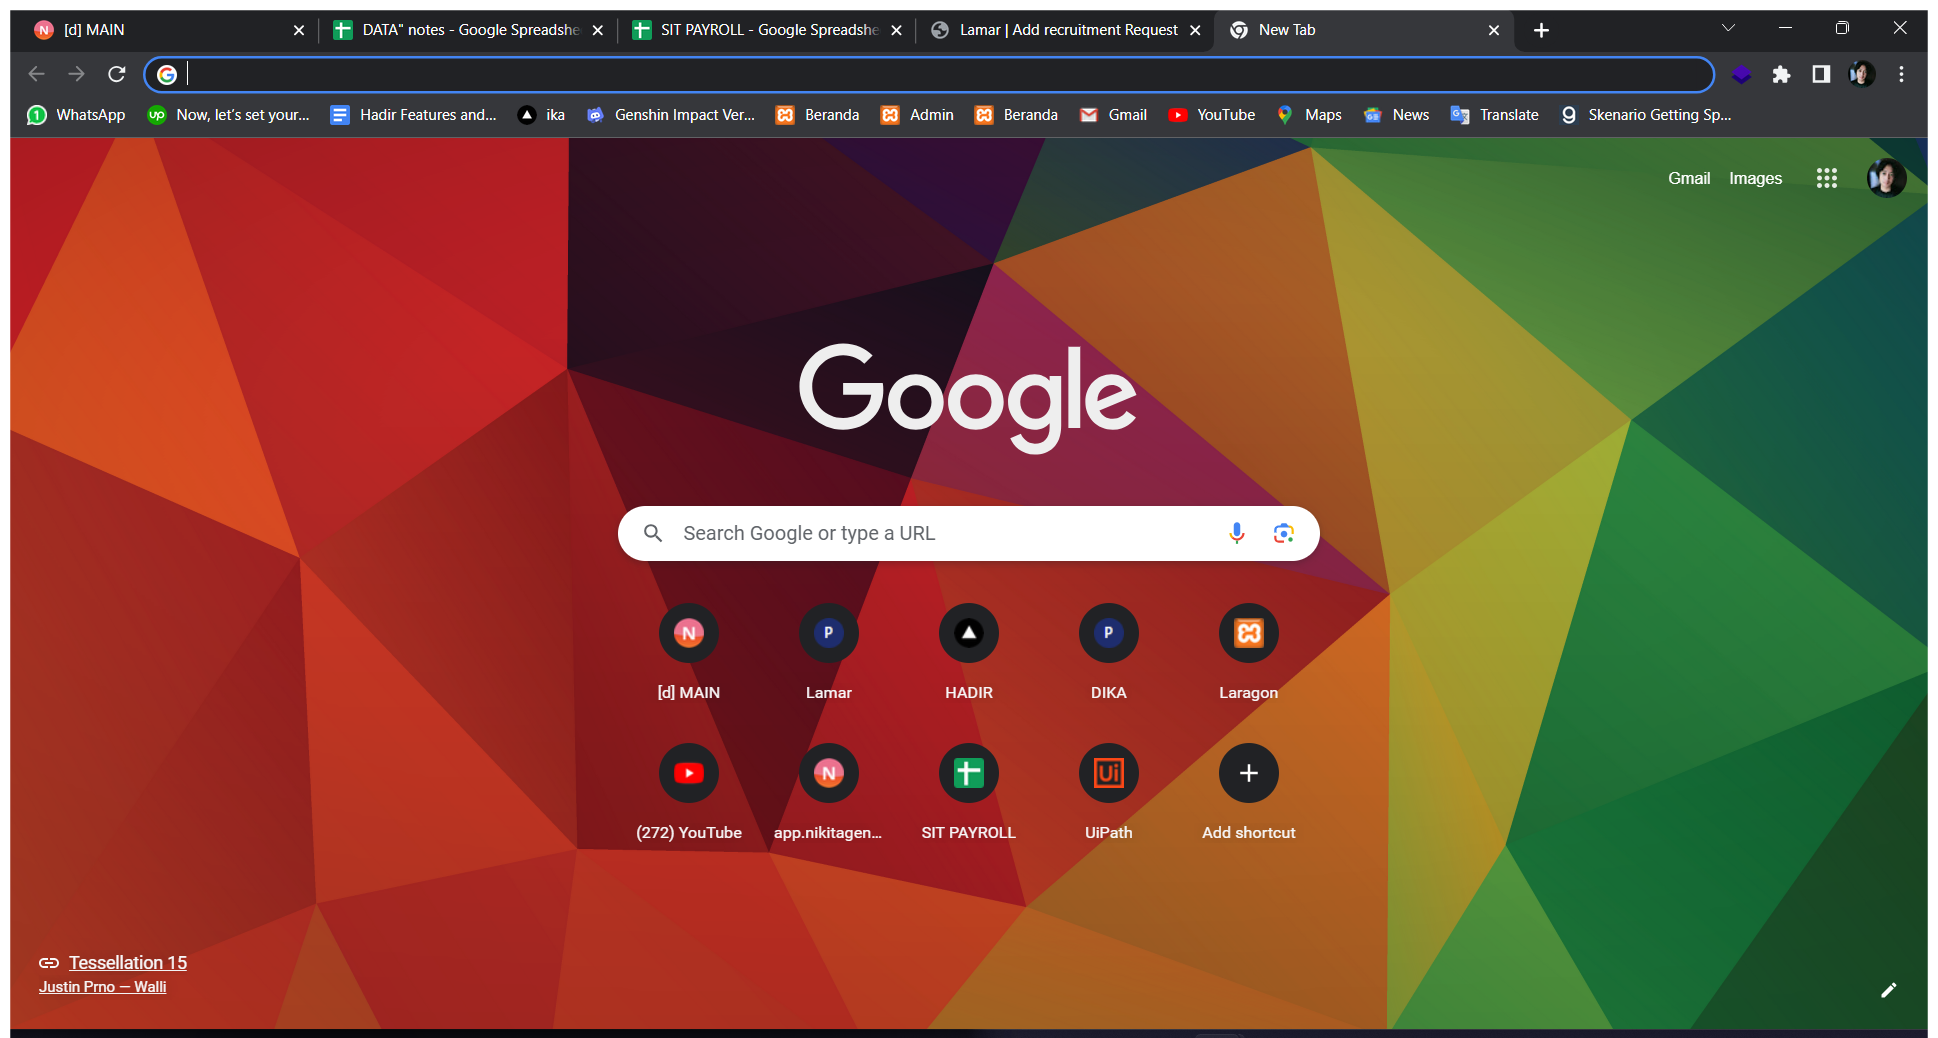 [d] MAIN
DATA" notes - Google Spreadshe
SIT PAYROLL - Google Spreadshe
Lamar | Add recruitment Request
New Tab
WhatsApp
Now, let's set your...
Hadir Features and...
ika
Genshin Impact Ver...
Beranda
Admin
Beranda
Gmail
YouTube
Maps
News
Translate
Skenario Getting Sp...
Gmail
Images
Google
Search Google or type a URL
[d] MAIN
Lamar
HADIR
DIKA
Laragon
(272) YouTube
app.nikitagen...
SIT PAYROLL
UiPath
Add shortcut
Tessellation 15
Justin Prno — Walli